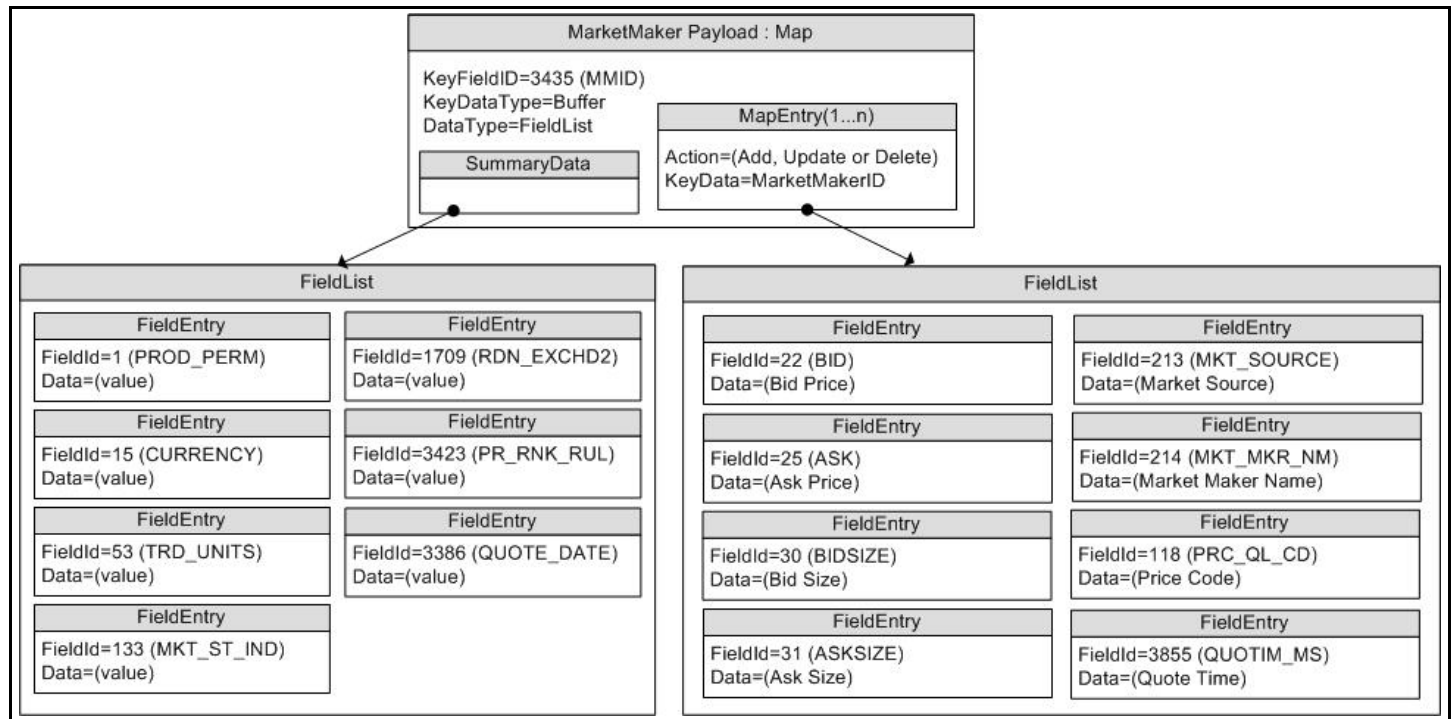 MarketMaker Payload : Map
KeyFieldID=3435 (MMID)
KeyDataType=Buffer
DataType=FieldList
SummaryData
MapEntry(1...n)
Action=(Add, Update or Delete)
KeyData=MarketMakerID
FieldList
FieldEntry
FieldId=1 (PROD_PERM)
Data=(value)
FieldEntry
FieldId=15 (CURRENCY)
Data=(value)
FieldEntry
FieldId=53 (TRD_UNITS)
Data=(value)
FieldEntry
FieldId=133 (MKT_ST_IND)
Data=(value)
FieldEntry
FieldId=1709 (RDN_EXCHD2)
Data=(value)
FieldEntry
FieldId=3423 (PR_RNK_RUL)
Data=(value)
FieldEntry
FieldId=3386 (QUOTE_DATE)
Data=(value)
FieldList
FieldEntry
FieldId=22 (BID)
Data=(Bid Price)
FieldEntry
FieldId=25 (ASK)
Data=(Ask Price)
FieldEntry
FieldId=30 (BIDSIZE)
Data=(Bid Size)
FieldEntry
FieldId=31 (ASKSIZE)
Data=(Ask Size)
FieldEntry
FieldId=213 (MKT_SOURCE)
Data=(Market Source)
FieldEntry
FieldId=214 (MKT_MKR_NM)
Data=(Market Maker Name)
FieldEntry
FieldId=118 (PRC_QL_CD)
Data=(Price Code)
FieldEntry
FieldId=3855 (QUOTIM_MS)
Data=(Quote Time)